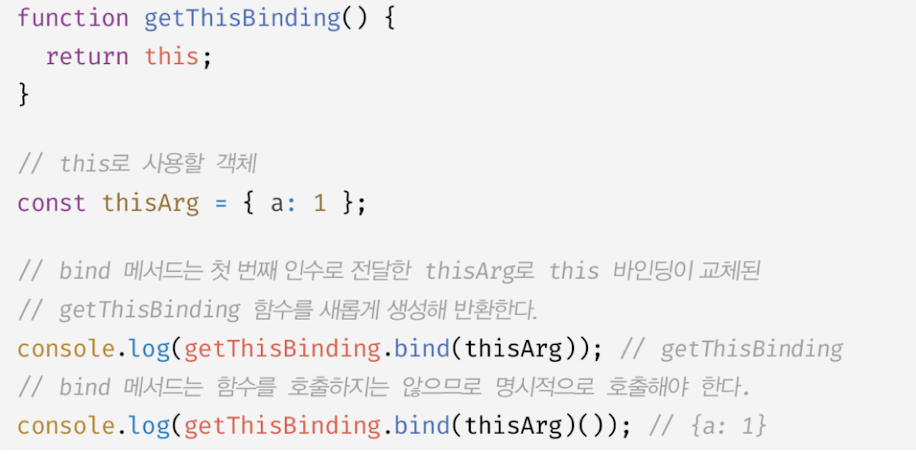 function getThisBinding() {
  return this;
}

// this로 사용할 객체
const thisArg = { a: 1 };

// bind 메서드는 첫 번째 인수로 전달한 thisArg로 this 바인딩이 교체된
// getThisBinding 함수를 새롭게 생성해 반환한다.
console.log(getThisBinding.bind(thisArg)); // getThisBinding
// bind 메서드는 함수를 호출하지는 않으므로 명시적으로 호출해야 한다.
console.log(getThisBinding.bind(thisArg)()); // {a: 1}